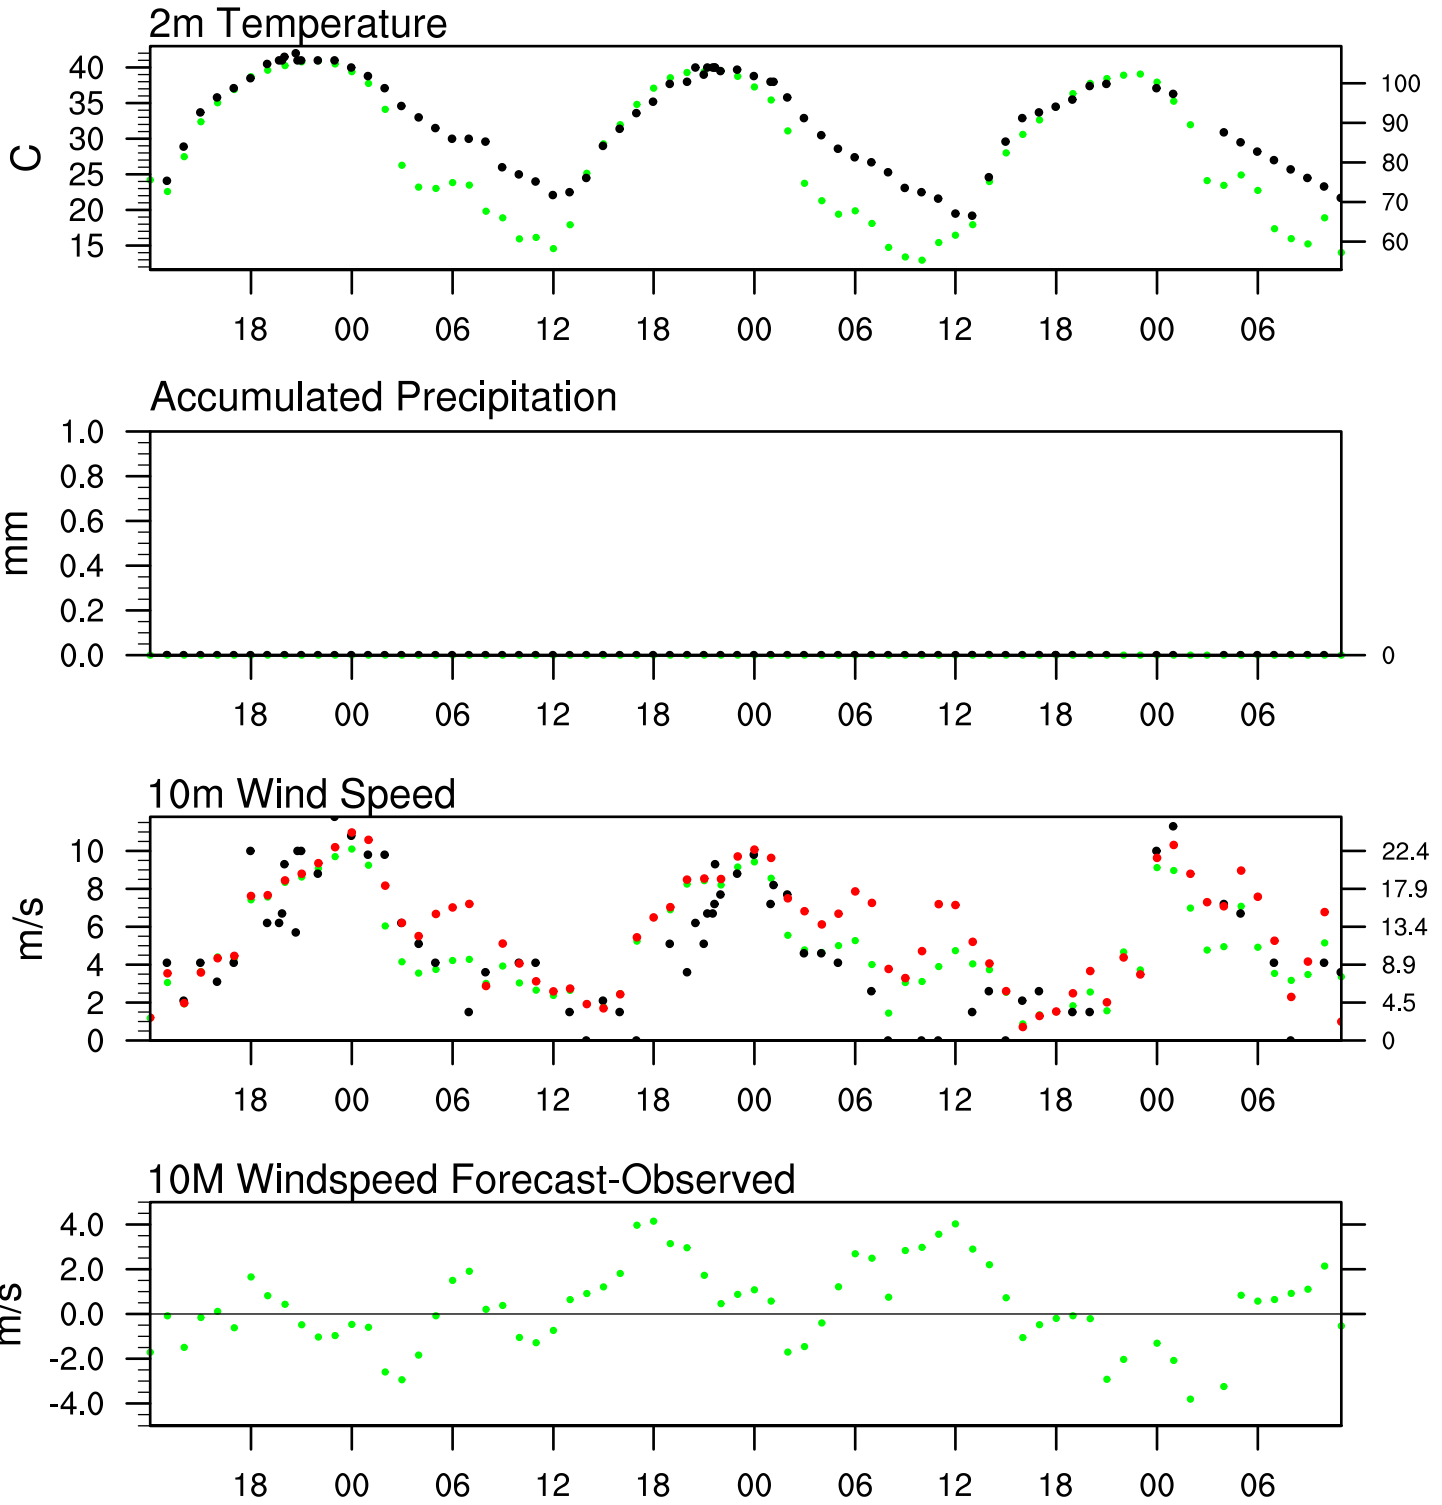 2m Temperature
40
35
30
25
20
15
C
100
90
80
70
60
18 00 06 12 18 00 06 12 18 00 06
Accumulated Precipitation
1.0
0.8
0.6
0.4
0.2
0.0
mm
0
18 00 06 12 18 00 06 12 18 00 06
10m Wind Speed
10
8
6
4
2
0
m/s
22.4
17.9
13.4
8.9
4.5
0
18 00 06 12 18 00 06 12 18 00 06
10M Windspeed Forecast-Observed
4.0
2.0
0.0
-2.0
-4.0
m/s
18 00 06 12 18 00 06 12 18 00 06